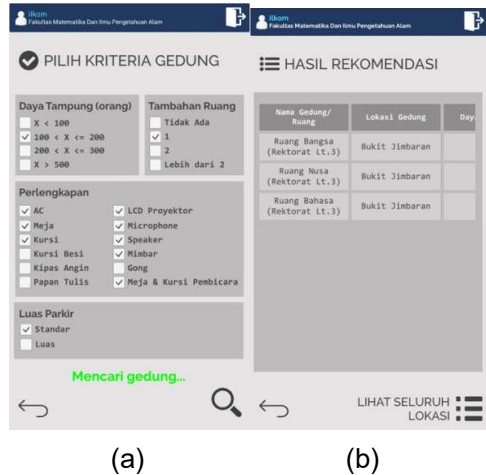 ilkom
Fakultas Matematika Dan Ilmu Pengetahuan Alam
PILIH KRITERIA GEDUNG
Daya Tampung (orang)
X < 100
100 < X <= 200
200 < X <= 300
X > 500
Tambahan Ruang
Tidak Ada
1
2
Lebih dari 2
Perlengkapan
AC
Meja
Kursi
Kursi Besi
Kipas Angin
Papan Tulis
LCD Proyektor
Microphone
Speaker
Mimbar
Gong
Meja & Kursi Pembicara
Luas Parkir
Standar
Luas
Mencari gedung...
(a)
ilkom
Fakultas Matematika Dan Ilmu Pengetahuan Alam
HASIL REKOMENDASI
Nama Gedung/
Ruang
Lokasi Gedung
Daya
Ruang Bangsa
(Rektorat Lt.3)
Bukit Jimbaran
Ruang Nusa
(Rektorat Lt.3)
Bukit Jimbaran
Ruang Bahasa
(Rektorat Lt.3)
Bukit Jimbaran
LIHAT SELURUH
LOKASI
(b)